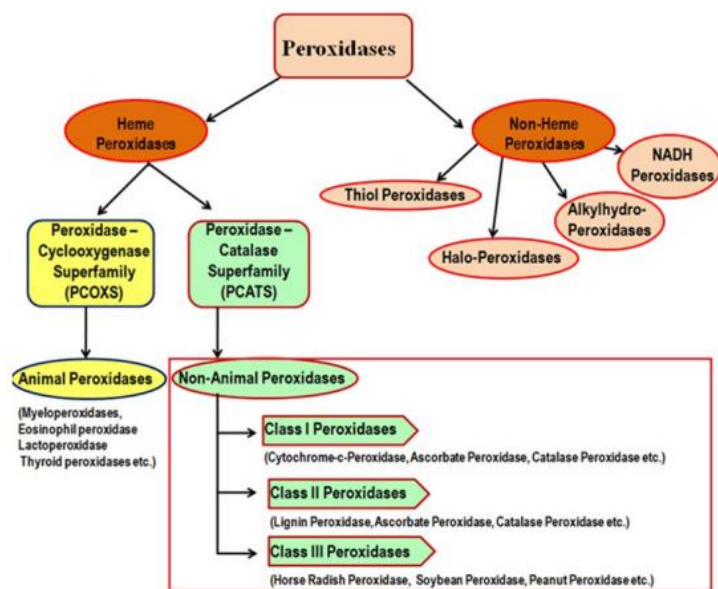 Peroxidases
Heme
Peroxidases
Non-Heme
Peroxidases
NADH
Peroxidases
Thiol Peroxidases
Alkylhydro-
Peroxidases
Halo-Peroxidases
Peroxidase –
Cyclooxygenase
Superfamily
(PCOXS)
Peroxidase –
Catalase
Superfamily
(PCATS)
Animal Peroxidases
(Myeloperoxidases,
Eosinophil peroxidase
Lactoperoxidase
Thyroid peroxidases etc.)
Non-Animal Peroxidases
Class I Peroxidases
(Cytochrome-c-Peroxidase, Ascorbate Peroxidase, Catalase Peroxidase etc.)
Class II Peroxidases
(Lignin Peroxidase, Ascorbate Peroxidase, Catalase Peroxidase etc.)
Class III Peroxidases
(Horse Radish Peroxidase, Soybean Peroxidase, Peanut Peroxidase etc.)